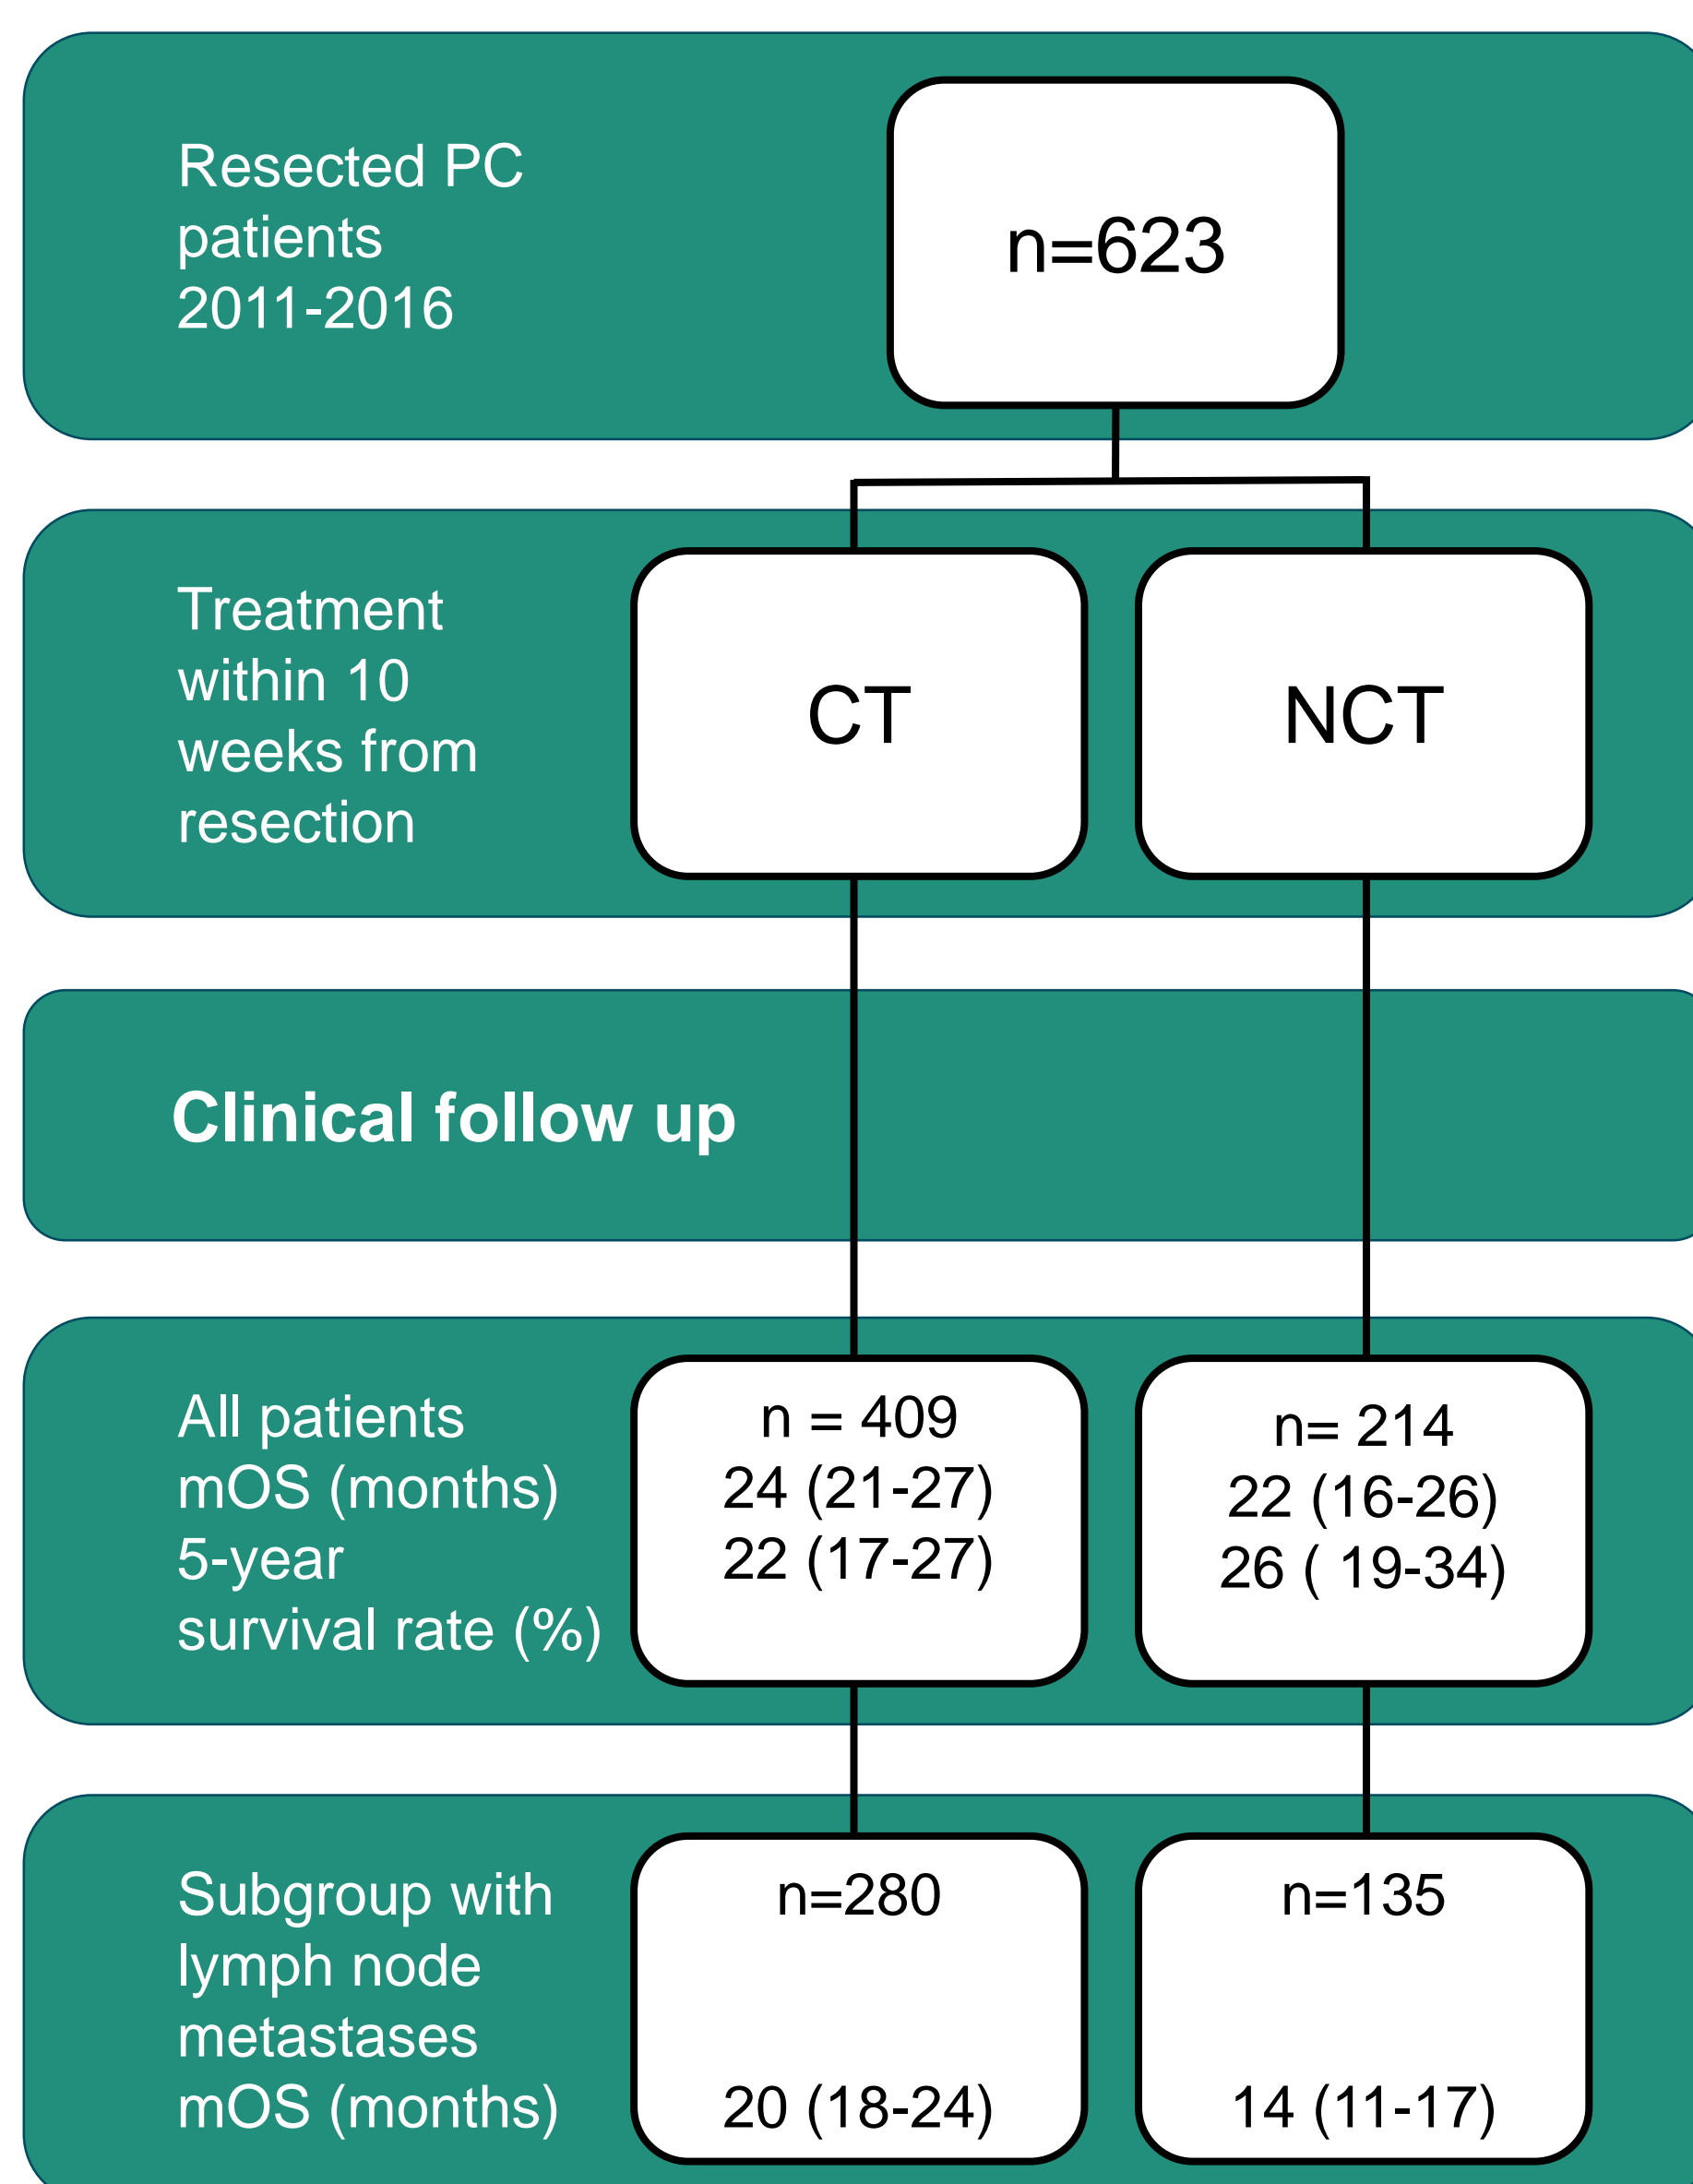 Resected PC
patients
2011-2016
n=623
Treatment
within 10
weeks from
resection
CT
NCT
Clinical follow up
All patients
mOS (months)
5-year
survival rate (%)
n = 409
24 (21-27)
22 (17-27)
n= 214
22 (16-26)
26 ( 19-34)
Subgroup with
lymph node
metastases
mOS (months)
n=280
20 (18-24)
n=135
14 (11-17)